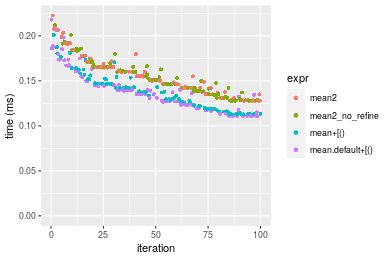 0.20
0.15
0.10
0.05
0.00
time (ms)
0
25
50
75
100
iteration
expr
mean2
mean2_no_refine
mean+[()
mean.default+[()